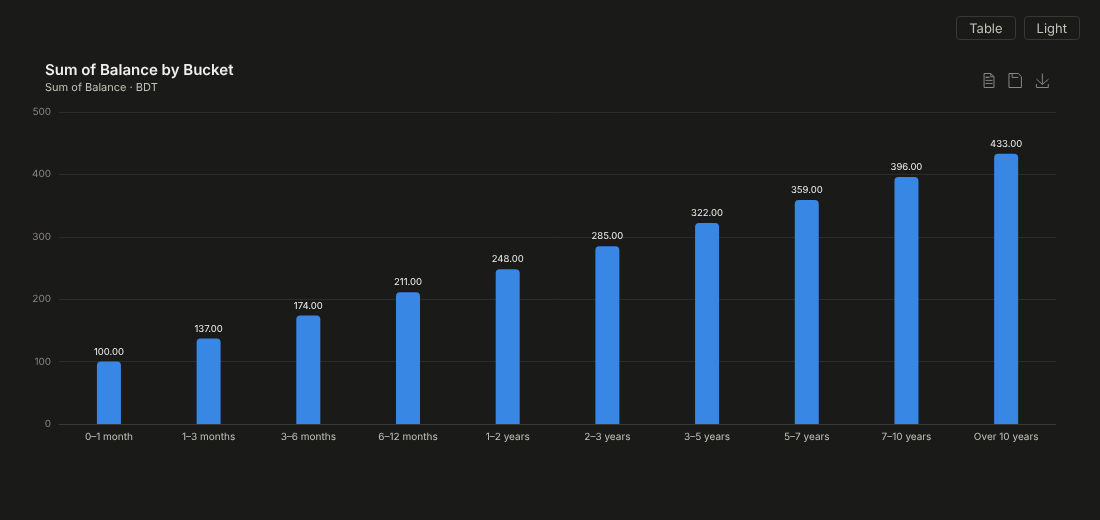 Table Light
Sum of Balance by Bucket
Sum of Balance · BDT
500
400
300
200
100
0
100.00
137.00
174.00
211.00
248.00
285.00
322.00
359.00
396.00
433.00
0–1 month
1–3 months
3–6 months
6–12 months
1–2 years
2–3 years
3–5 years
5–7 years
7–10 years
Over 10 years